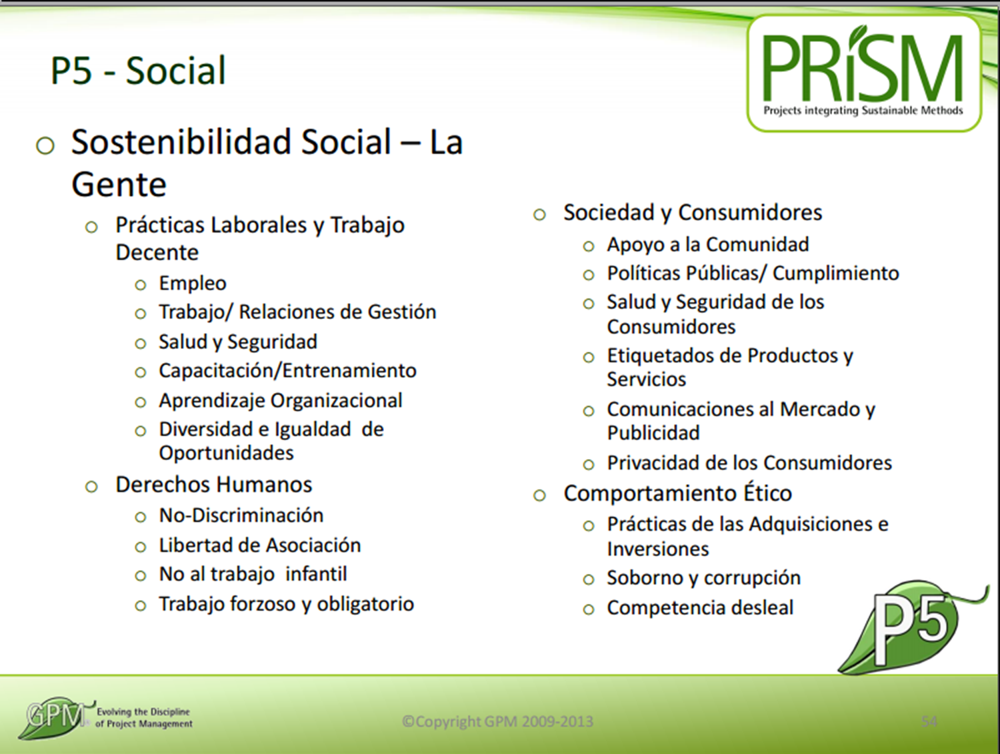 P5 - Social
PRiSM
Projects integrating Sustainable Methods
Sostenibilidad Social – La
Gente
Prácticas Laborales y Trabajo
Decente
Empleo
Trabajo/ Relaciones de Gestión
Salud y Seguridad
Capacitación/Entrenamiento
Aprendizaje Organizacional
Diversidad e Igualdad de
Oportunidades
Derechos Humanos
No-Discriminación
Libertad de Asociación
No al trabajo infantil
Trabajo forzoso y obligatorio
Sociedad y Consumidores
Apoyo a la Comunidad
Políticas Públicas/ Cumplimiento
Salud y Seguridad de los
Consumidores
Etiquetados de Productos y
Servicios
Comunicaciones al Mercado y
Publicidad
Privacidad de los Consumidores
Comportamiento Ético
Prácticas de las Adquisiciones e
Inversiones
Soborno y corrupción
Competencia desleal
P5
GPM®
Evolving the Discipline
of Project Management
©Copyright GPM 2009-2013
54